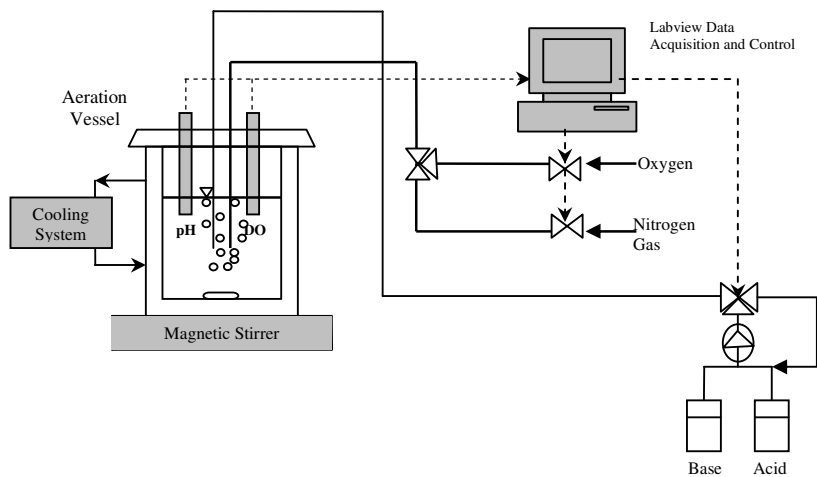 Labview Data
Acquisition and Control
Aeration
Vessel
Oxygen
Cooling
System
pH
DO
Nitrogen
Gas
Magnetic Stirrer
Base
Acid